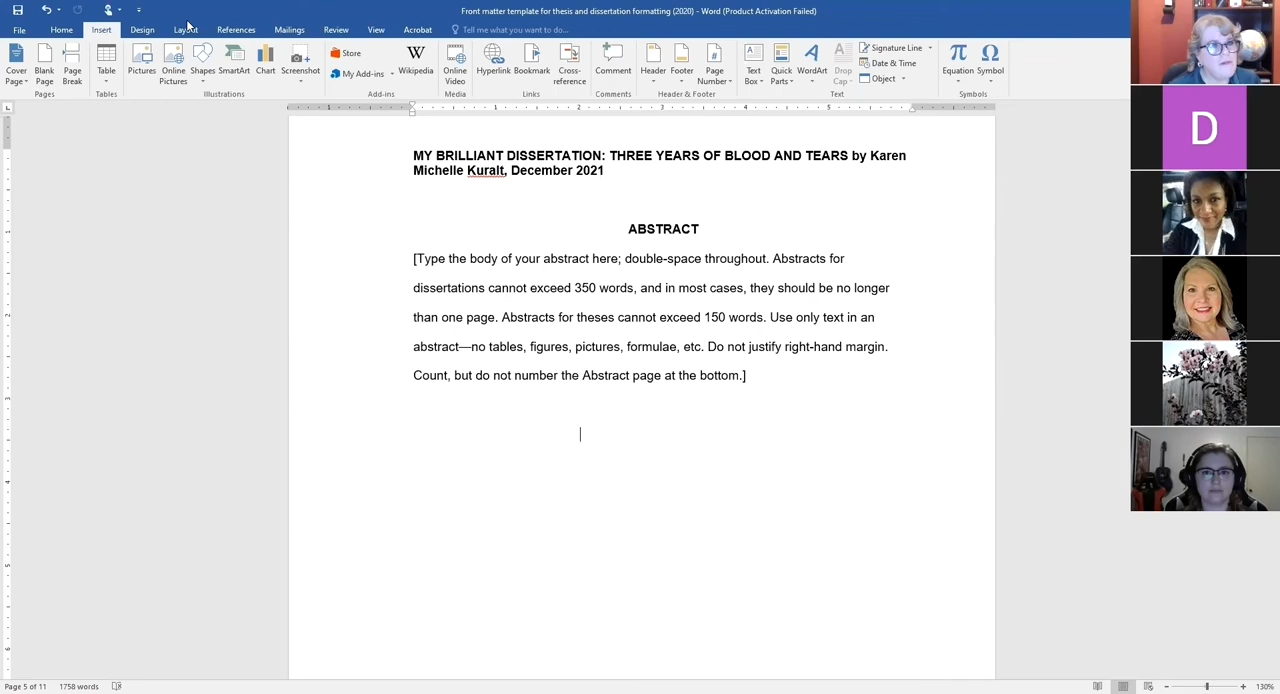 Front matter template for thesis and dissertation formatting (2020) - Word (Product Activation Failed)
File Home Insert Design Layout References Mailings Review View Acrobat Tell me what you want to do...
Cover Page Blank Page Page Break
Pages
Table
Tables
Pictures Online Pictures Shapes SmartArt Chart Screenshot
Illustrations
Store
My Add-ins
Wikipedia
Add-ins
Online Video
Media
Hyperlink Bookmark Cross-reference
Links
Comment
Comments
Header Footer Page Number
Header & Footer
Text Box Quick Parts WordArt Drop Cap
Signature Line
Date & Time
Object
Text
Equation Symbol
Symbols
MY BRILLIANT DISSERTATION: THREE YEARS OF BLOOD AND TEARS by Karen
Michelle Kuralt, December 2021
ABSTRACT
[Type the body of your abstract here; double-space throughout. Abstracts for
dissertations cannot exceed 350 words, and in most cases, they should be no longer
than one page. Abstracts for theses cannot exceed 150 words. Use only text in an
abstract—no tables, figures, pictures, formulae, etc. Do not justify right-hand margin.
Count, but do not number the Abstract page at the bottom.]
D
Page 5 of 11 1758 words
130%